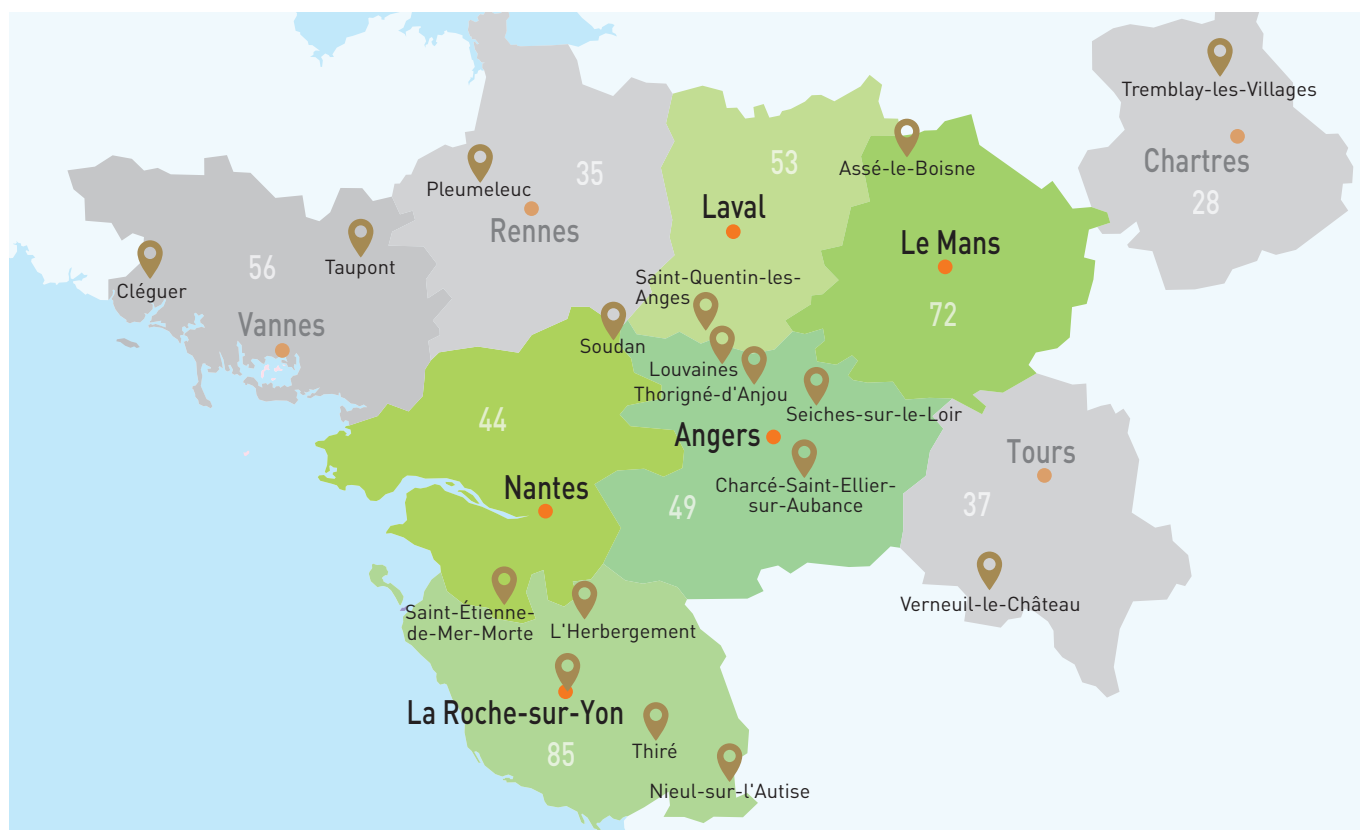 Tremblay-les-Villages
Chartres
28
Assé-le-Boisne
53
35
Pleumeleuc
Rennes
Laval
Le Mans
Taupont
56
Cléguer
Saint-Quentin-les-
Anges
72
Vannes
Soudan
Louvaines
Thorigné-d'Anjou
Seiches-sur-le-Loir
44
Angers
Tours
Nantes
Charcé-Saint-Ellier-
sur-Aubance
49
37
Verneuil-le-Château
Saint-Étienne-
de-Mer-Morte
L'Herbergement
La Roche-sur-Yon
85
Thiré
Nieul-sur-l'Autise